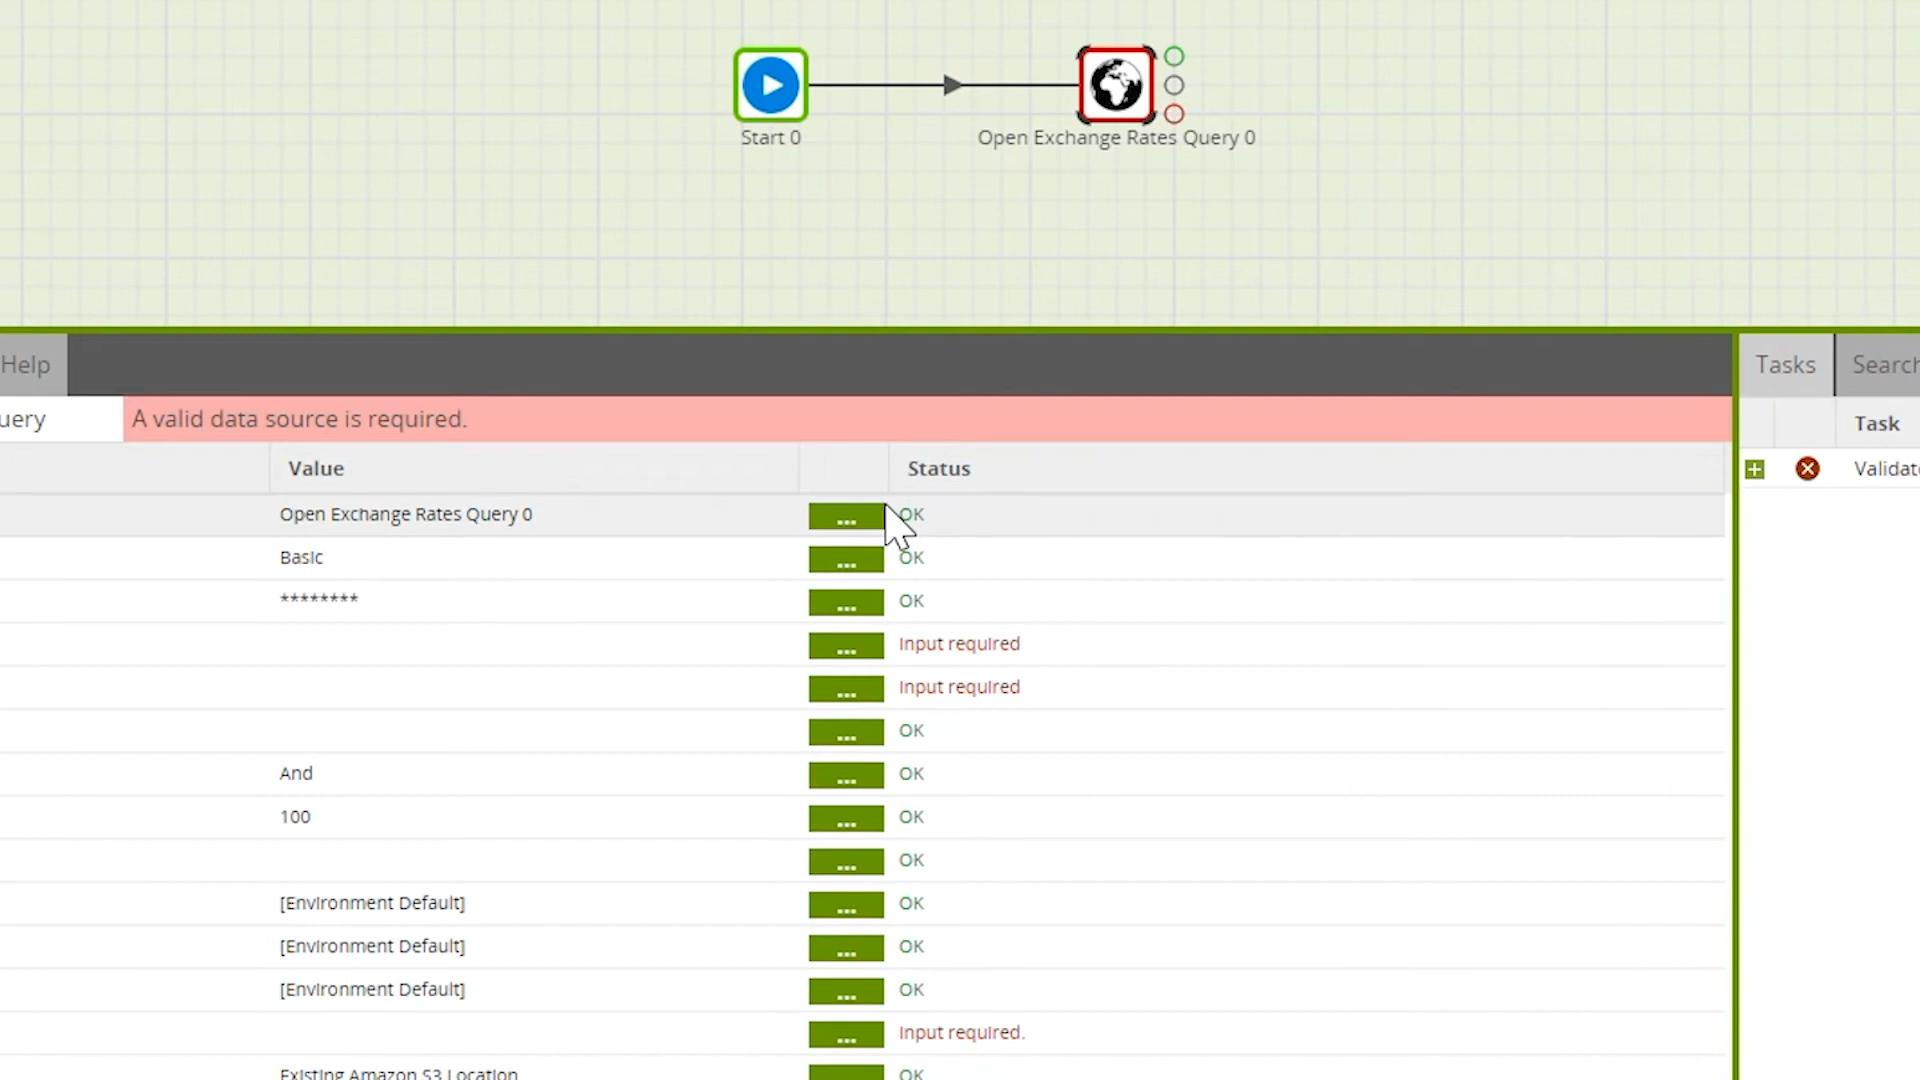 Start 0
Open Exchange Rates Query 0
Help
Tasks
Search
uery
A valid data source is required.
Task
Value
Status
Validat
Open Exchange Rates Query 0
...
OK
Basic
...
OK
********
...
OK
...
Input required
...
Input required
...
OK
And
...
OK
100
...
OK
...
OK
[Environment Default]
...
OK
[Environment Default]
...
OK
[Environment Default]
...
OK
...
Input required.
Existing Amazon S3 Location
OK